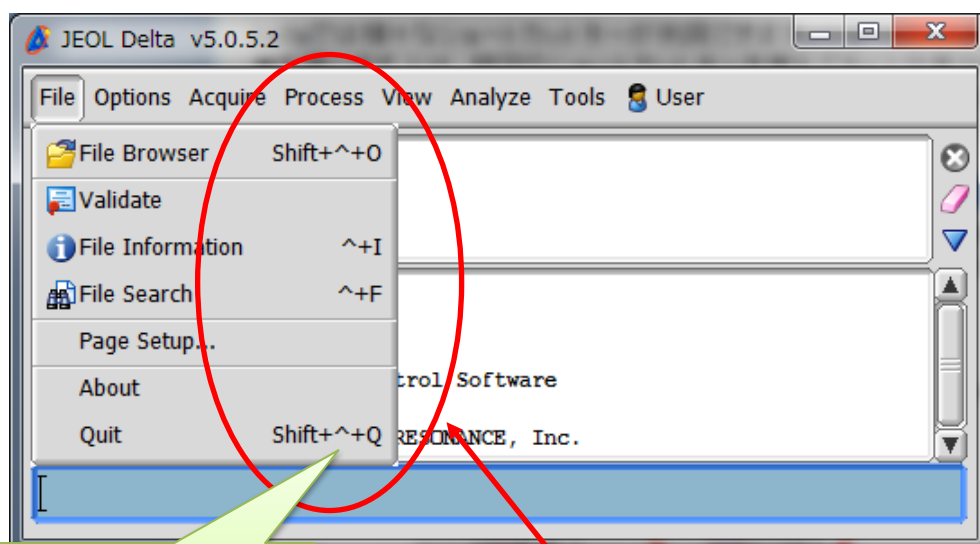 JEOL Delta v5.0.5.2
File Options Acquire Process View Analyze Tools User
File Browser Shift+^+O
Validate
File Information ^+I
File Search ^+F
Page Setup...
About
Quit Shift+^+Q
trol Software
RESONANCE, Inc.